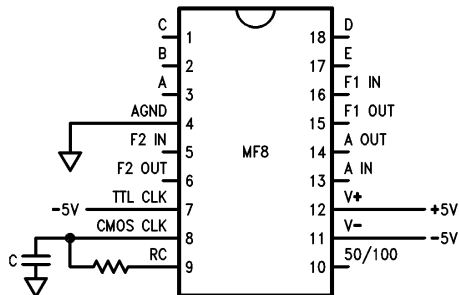 C 1 18 D
B 2 17 E
A 3 16 F1 IN
AGND 4 15 F1 OUT
F2 IN 5 MF8 14 A OUT
F2 OUT 6 13 A IN
-5V TTL CLK 7 12 V+ +5V
CMOS CLK 8 11 V- -5V
C RC 9 10 50/100